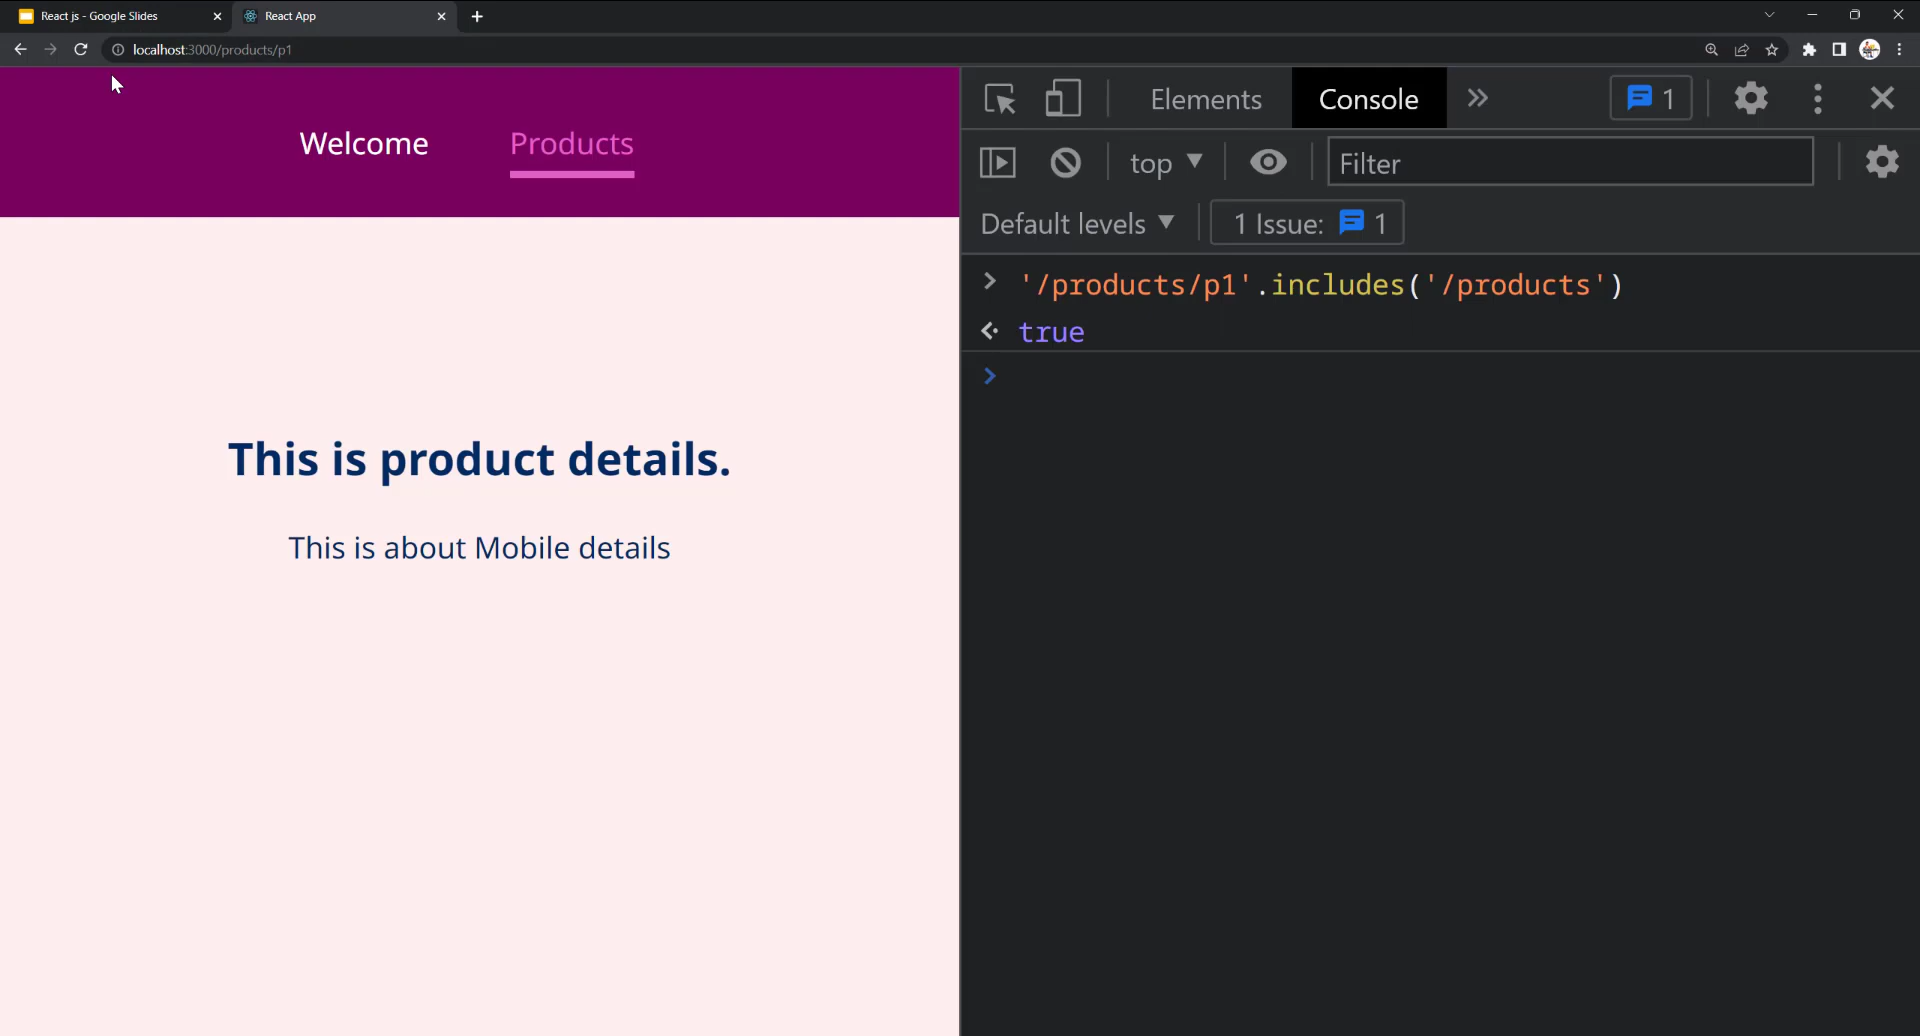 React js - Google Slides
React App
localhost:3000/products/p1
Welcome
Products
Elements
Console
1
top
Filter
Default levels
1 Issue:
1
'/products/p1'.includes('/products')
true
This is product details.
This is about Mobile details